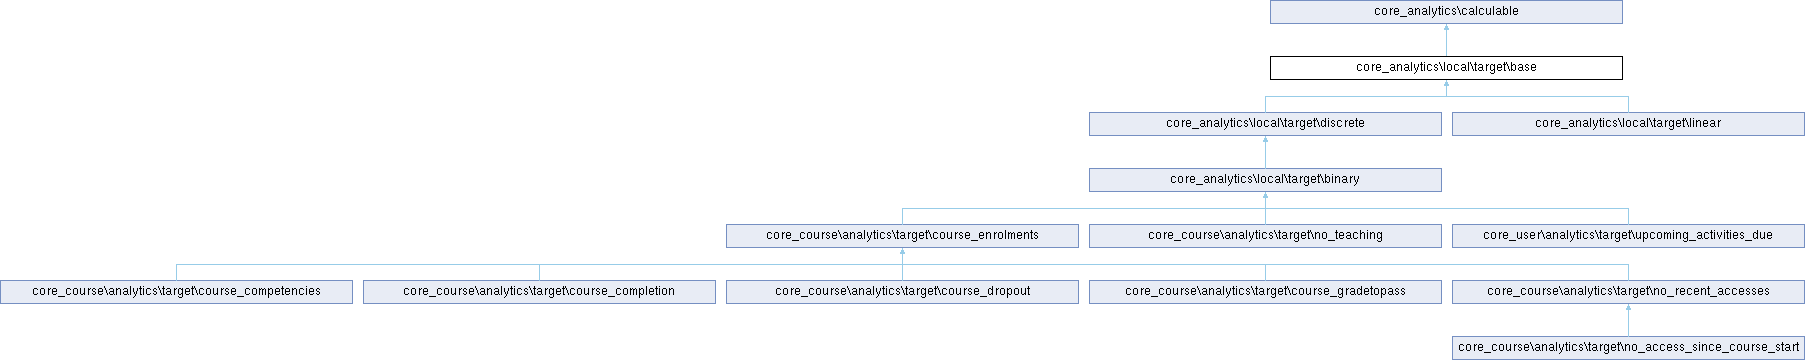 core_analytics\calculable
core_analytics\local\target\base
core_analytics\local\target\discrete
core_analytics\local\target\linear
core_analytics\local\target\binary
core_course\analytics\target\course_enrolments
core_course\analytics\target\no_teaching
core_user\analytics\target\upcoming_activities_due
core_course\analytics\target\course_competencies
core_course\analytics\target\course_completion
core_course\analytics\target\course_dropout
core_course\analytics\target\course_gradetopass
core_course\analytics\target\no_recent_accesses
core_course\analytics\target\no_access_since_course_start